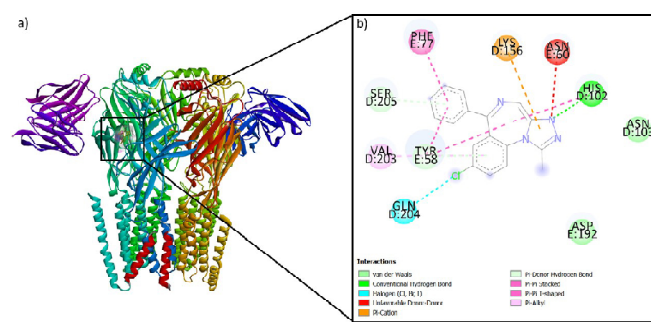 a)
b)
PHE
E:77
LYS
D:156
ASN
E:60
HIS
D:102
SER
D:205
ASN
D:103
VAL
D:203
TYR
E:58
N
N
N
N
Cl
GLN
D:204
ASP
E:192
Interactions
van der Waals
Conventional Hydrogen Bond
Halogen (Cl, Br, I)
Unfavorable Donor-Donor
Pi-Cation
Pi-Donor Hydrogen Bond
Pi-Pi Stacked
Pi-Pi T-shaped
Pi-Alkyl